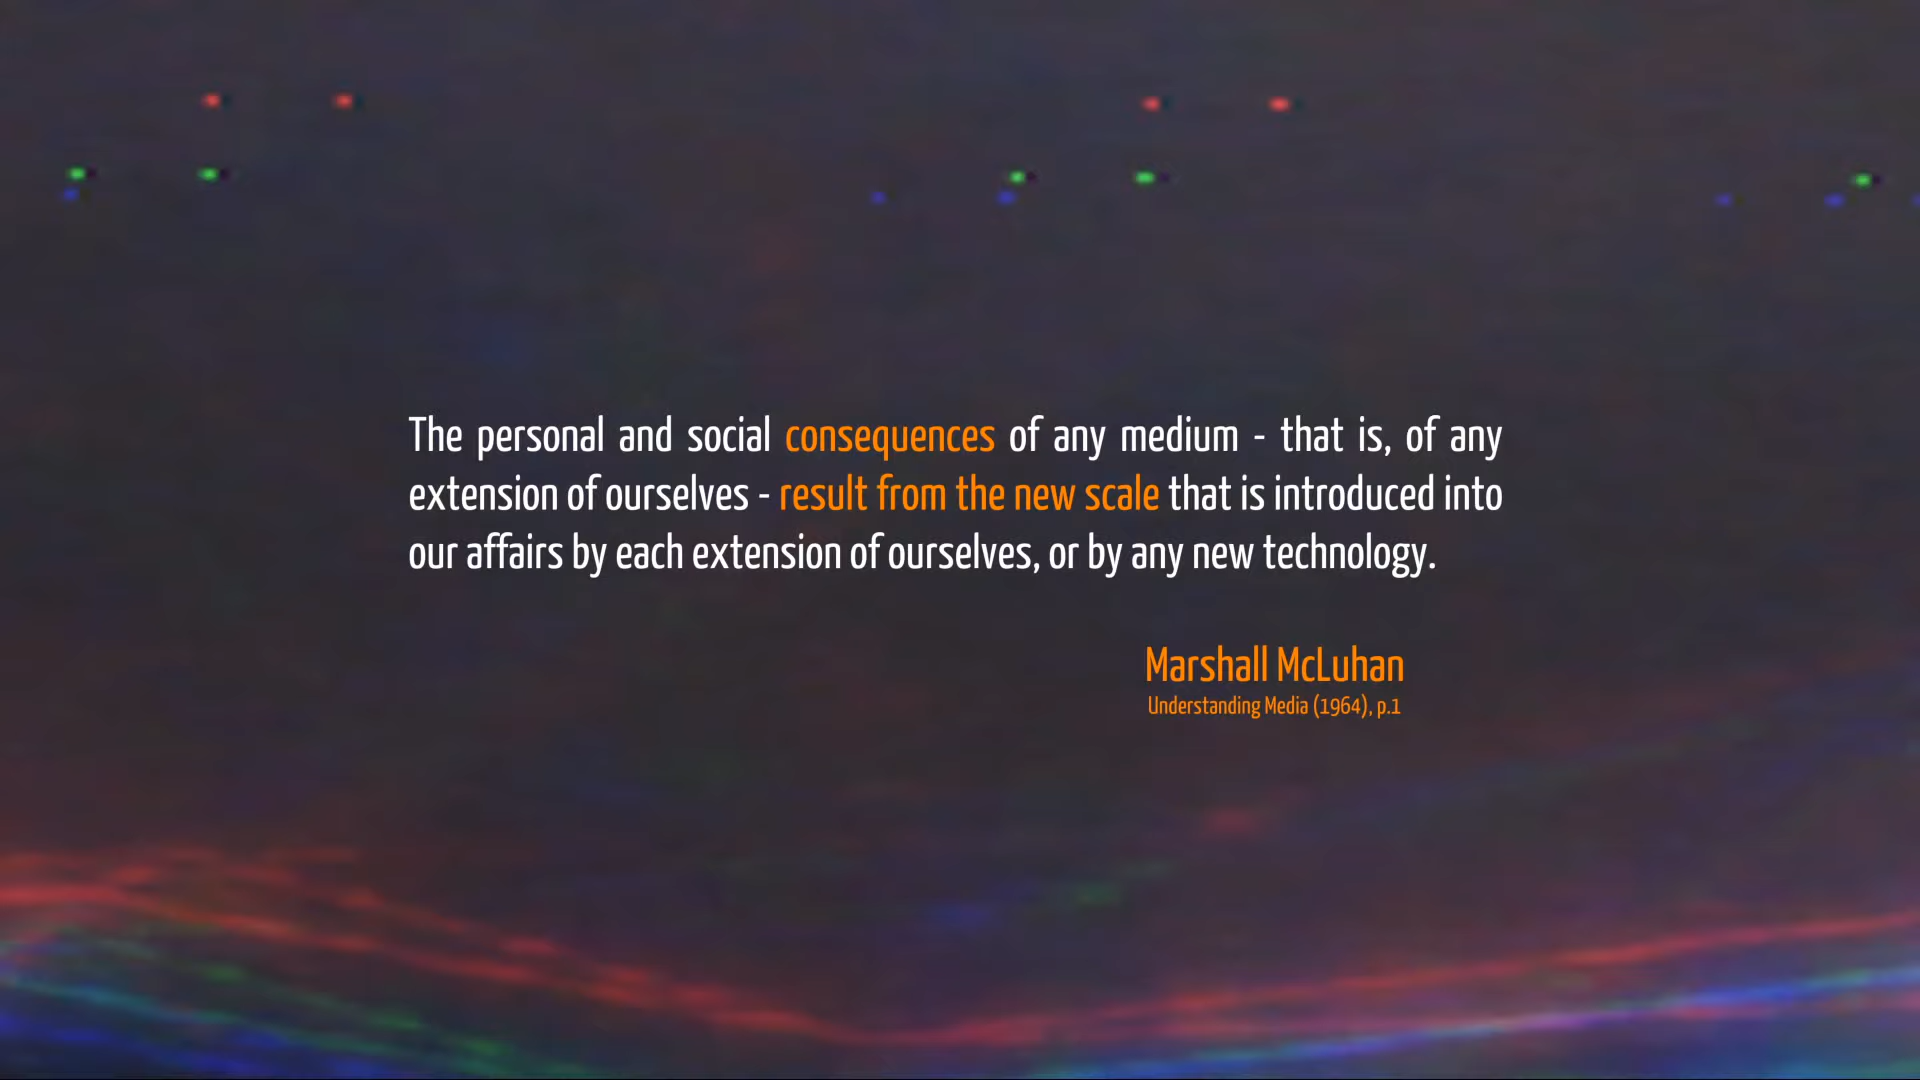 The personal and social consequences of any medium - that is, of any
extension of ourselves - result from the new scale that is introduced into
our affairs by each extension of ourselves, or by any new technology.
Marshall McLuhan
Understanding Media (1964), p.1